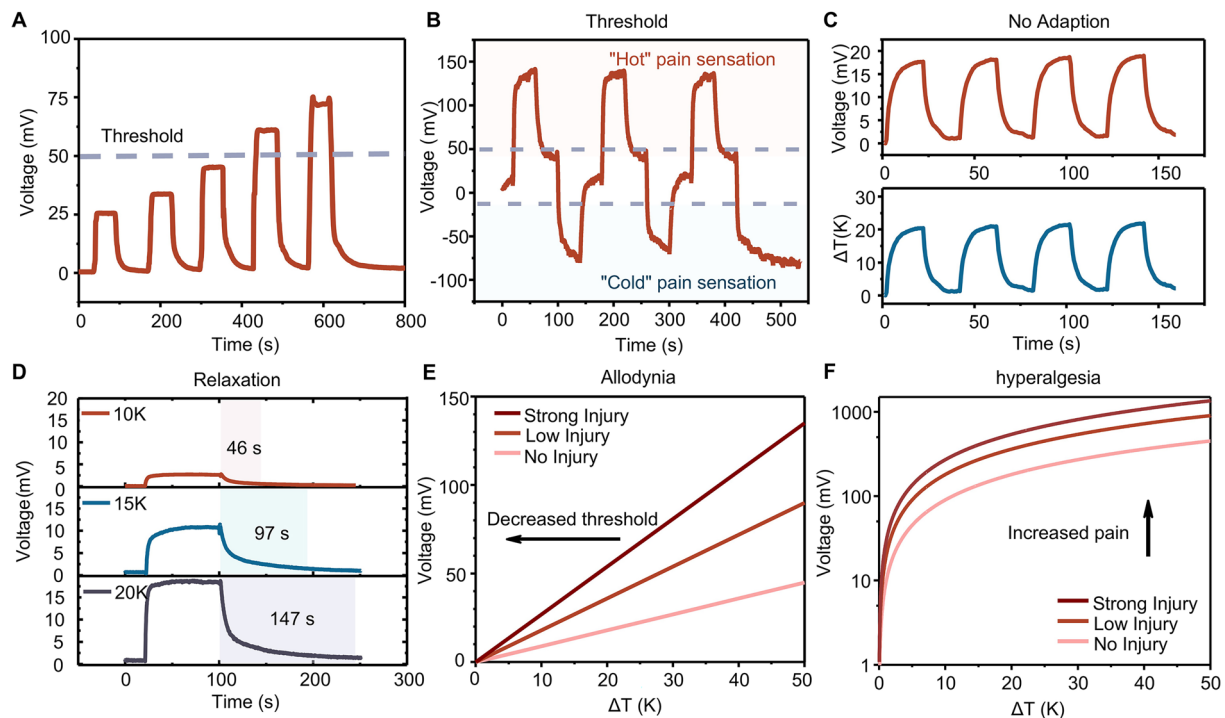 A
100
75
50
25
0
Voltage (mV)
Threshold
0 200 400 600 800
Time (s)
B
Threshold
"Hot" pain sensation
150
100
50
0
-50
-100
Voltage (mV)
"Cold" pain sensation
0 100 200 300 400 500
Time (s)
C
No Adaption
20
15
10
5
0
Voltage (mV)
0 50 100 150
30
20
10
0
ΔT(K)
0 50 100 150
Time (s)
D
Relaxation
20
15
10
5
0
10K
46 s
15
10
5
0
15K
97 s
15
10
5
0
20K
147 s
Voltage(mV)
0 100 200 300
Time (s)
E
Allodynia
150
100
50
0
Voltage (mV)
Strong Injury
Low Injury
No Injury
Decreased threshold
0 10 20 30 40 50
ΔT (K)
F
hyperalgesia
1000
100
10
1
Voltage (mV)
Increased pain
Strong Injury
Low Injury
No Injury
0 10 20 30 40 50
ΔT (K)